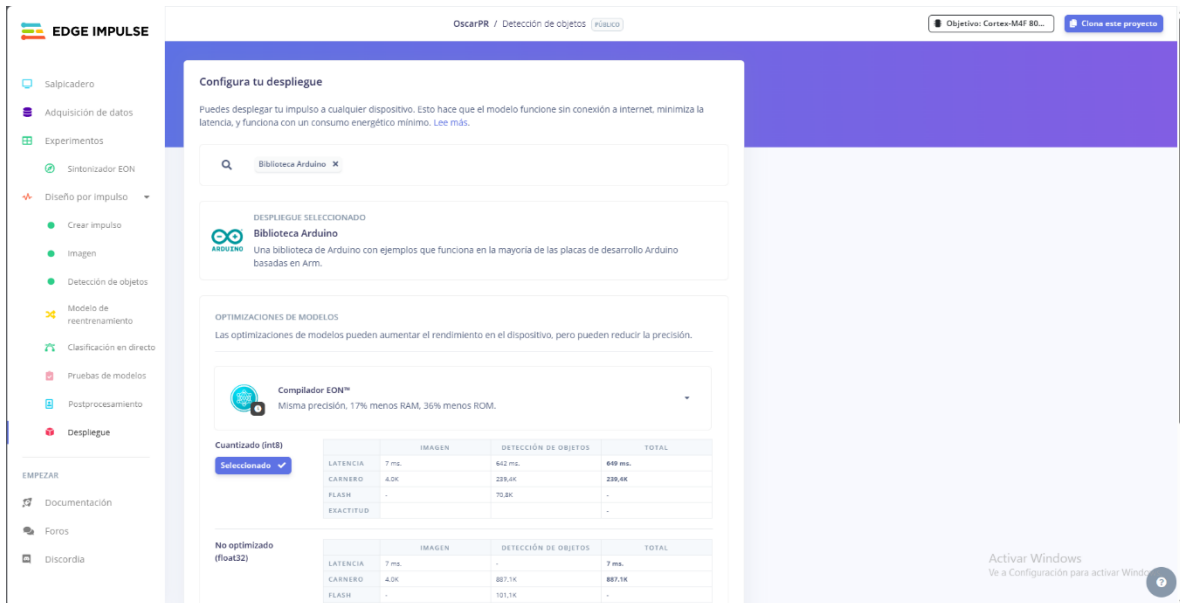 EDGE IMPULSE
OscarPR / Detección de objetos PÚBLICO
Objetivo: Cortex-M4F 80...
Clona este proyecto
Salpicadero
Adquisición de datos
Experimentos
Sintonizador EON
Diseño por impulso
Crear impulso
Imagen
Detección de objetos
Modelo de
reentrenamiento
Clasificación en directo
Pruebas de modelos
Postprocesamiento
Despliegue
EMPEZAR
Documentación
Foros
Discordia
Configura tu despliegue
Puedes desplegar tu impulso a cualquier dispositivo. Esto hace que el modelo funcione sin conexión a internet, minimiza la
latencia, y funciona con un consumo energético mínimo. Lee más.
Biblioteca Arduino ×
DESPLIEGUE SELECCIONADO
ARDUINO
Biblioteca Arduino
Una biblioteca de Arduino con ejemplos que funciona en la mayoría de las placas de desarrollo Arduino
basadas en Arm.
OPTIMIZACIONES DE MODELOS
Las optimizaciones de modelos pueden aumentar el rendimiento en el dispositivo, pero pueden reducir la precisión.
Compilador EON™
Misma precisión, 17% menos RAM, 36% menos ROM.
Cuantizado (int8)
Seleccionado
IMAGEN DETECCIÓN DE OBJETOS TOTAL
LATENCIA 7 ms. 642 ms. 649 ms.
CARNERO 4.0K 239,4K 239,4K
FLASH - 70,8K -
EXACTITUD -
No optimizado
(float32)
IMAGEN DETECCIÓN DE OBJETOS TOTAL
LATENCIA 7 ms. - 7 ms.
CARNERO 4.0K 887,1K 887.1K
FLASH - 101,1K -
Activar Windows
Ve a Configuración para activar